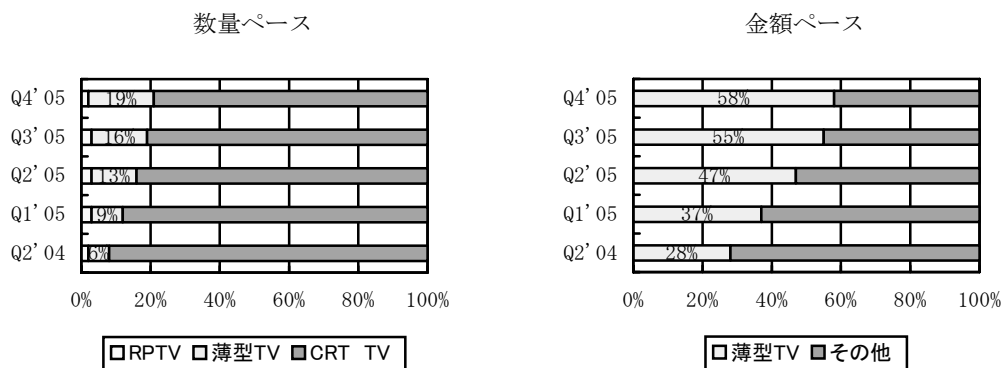 数量ペース
Q4'05 19%
Q3'05 16%
Q2'05 13%
Q1'05 9%
Q2'04 6%
0% 20% 40% 60% 80% 100%
RPTV 薄型TV CRT TV
金額ペース
Q4'05 58%
Q3'05 55%
Q2'05 47%
Q1'05 37%
Q2'04 28%
0% 20% 40% 60% 80% 100%
薄型TV その他